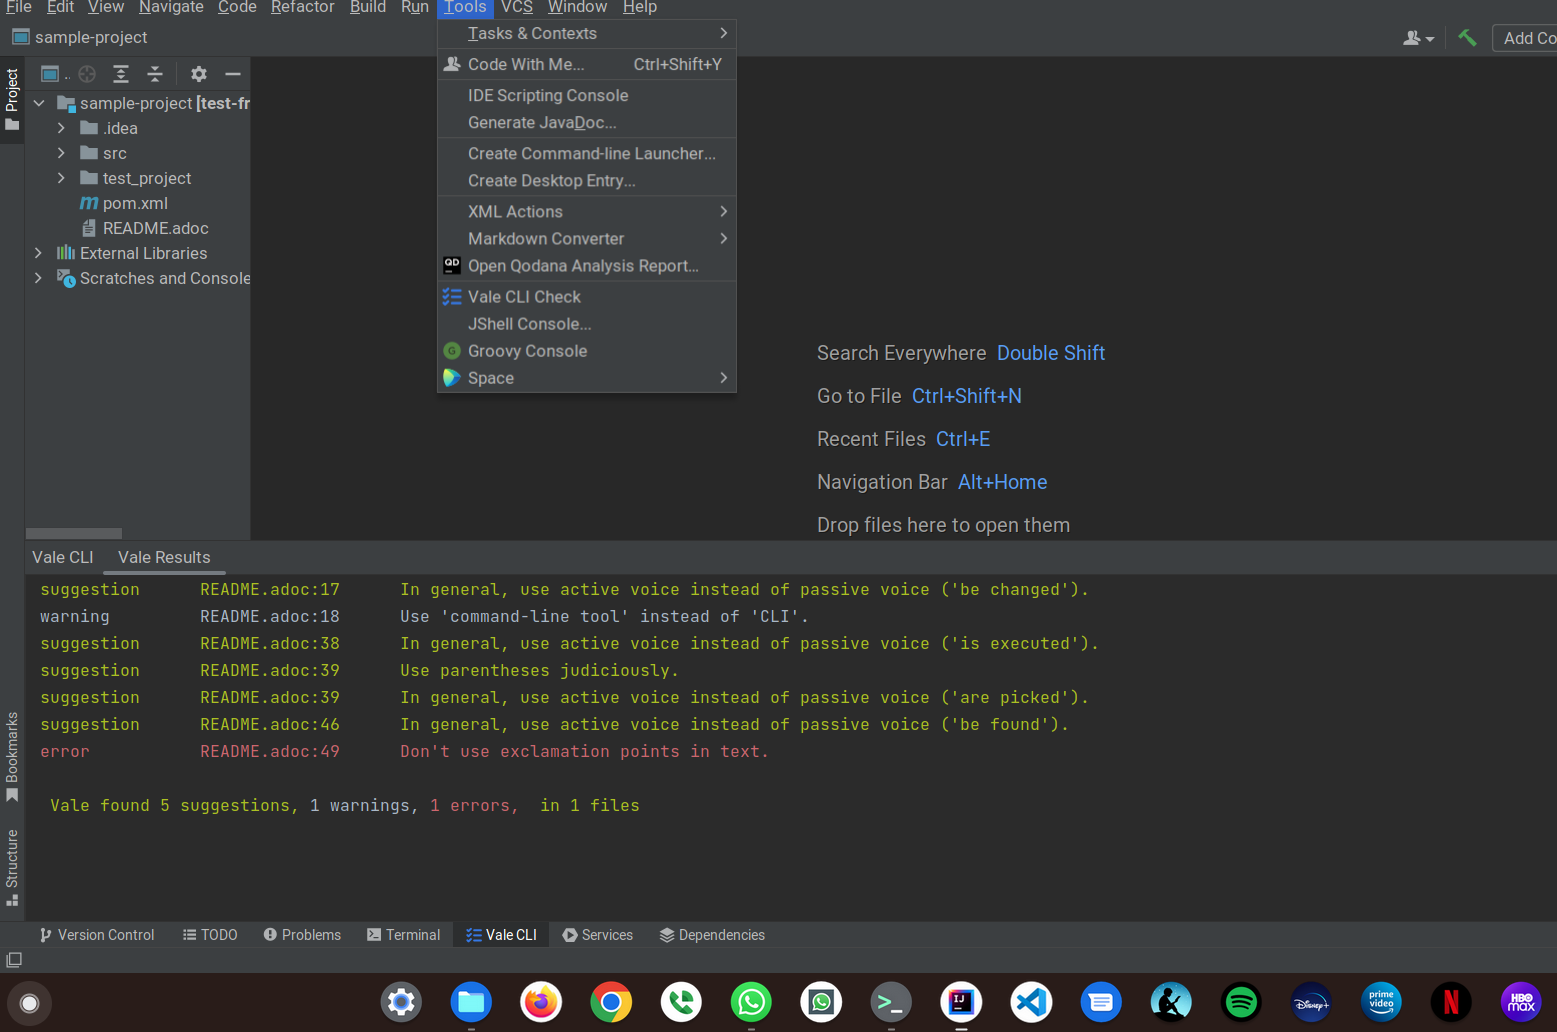 File Edit View Navigate Code Refactor Build Run Tools VCS Window Help
sample-project
Add Co
Project
sample-project [test-fr
.idea
src
test_project
pom.xml
README.adoc
External Libraries
Scratches and Console
Tasks & Contexts
Code With Me... Ctrl+Shift+Y
IDE Scripting Console
Generate JavaDoc...
Create Command-line Launcher...
Create Desktop Entry...
XML Actions
Markdown Converter
QD Open Qodana Analysis Report...
Vale CLI Check
JShell Console...
G Groovy Console
Space
Search Everywhere Double Shift
Go to File Ctrl+Shift+N
Recent Files Ctrl+E
Navigation Bar Alt+Home
Drop files here to open them
Vale CLI Vale Results
suggestion README.adoc:17 In general, use active voice instead of passive voice ('be changed').
warning README.adoc:18 Use 'command-line tool' instead of 'CLI'.
suggestion README.adoc:38 In general, use active voice instead of passive voice ('is executed').
suggestion README.adoc:39 Use parentheses judiciously.
suggestion README.adoc:39 In general, use active voice instead of passive voice ('are picked').
suggestion README.adoc:46 In general, use active voice instead of passive voice ('be found').
error README.adoc:49 Don't use exclamation points in text.
Vale found 5 suggestions, 1 warnings, 1 errors, in 1 files
Bookmarks
Structure
Version Control TODO Problems Terminal Vale CLI Services Dependencies
IJ
Disney+
prime video
N
HBO max